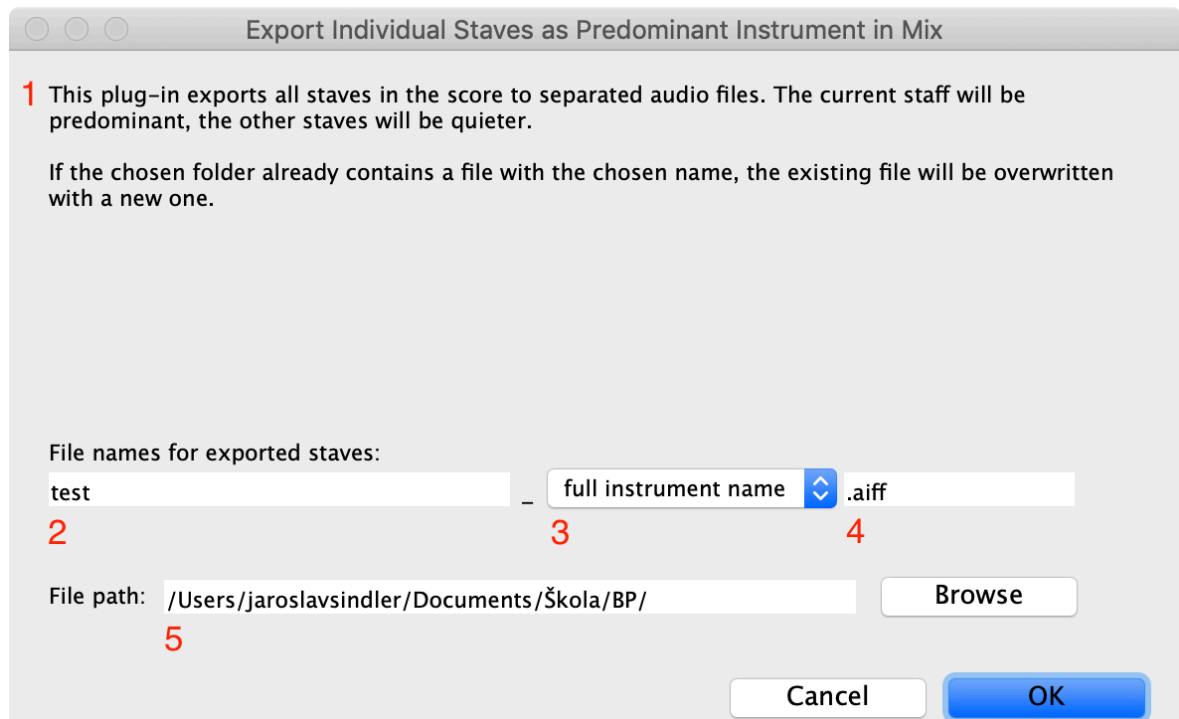 Export Individual Staves as Predominant Instrument in Mix
1 This plug-in exports all staves in the score to separated audio files. The current staff will be
predominant, the other staves will be quieter.
If the chosen folder already contains a file with the chosen name, the existing file will be overwritten
with a new one.
File names for exported staves:
test _ full instrument name .aiff
2 3 4
File path: /Users/jaroslavsindler/Documents/Škola/BP/ Browse
5
Cancel OK